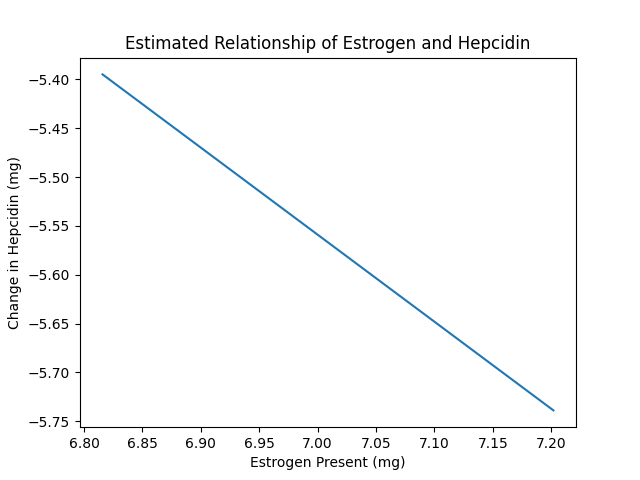 Estimated Relationship of Estrogen and Hepcidin
−5.40
−5.45
−5.50
−5.55
−5.60
−5.65
−5.70
−5.75
Change in Hepcidin (mg)
6.80 6.85 6.90 6.95 7.00 7.05 7.10 7.15 7.20
Estrogen Present (mg)